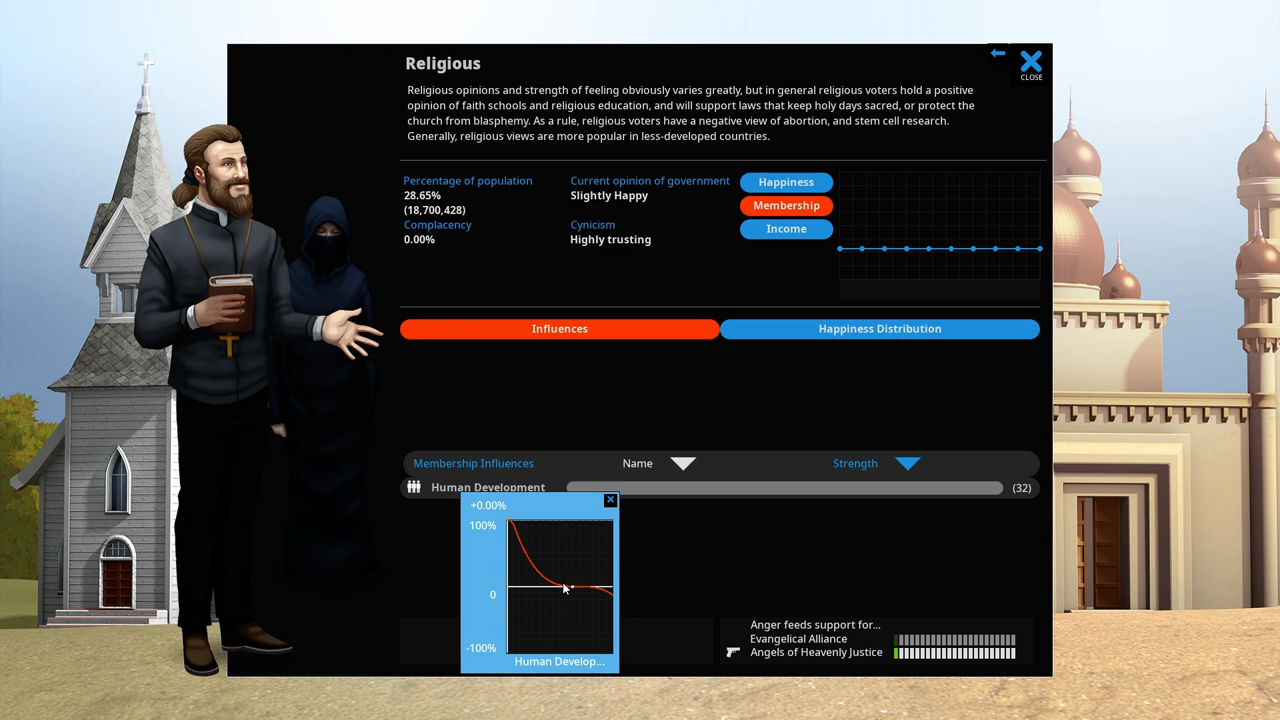 Religious
CLOSE
Religious opinions and strength of feeling obviously varies greatly, but in general religious voters hold a positive
opinion of faith schools and religious education, and will support laws that keep holy days sacred, or protect the
church from blasphemy. As a rule, religious voters have a negative view of abortion, and stem cell research.
Generally, religious views are more popular in less-developed countries.
Percentage of population
28.65%
(18,700,428)
Complacency
0.00%
Current opinion of government
Slightly Happy
Cynicism
Highly trusting
Happiness
Membership
Income
Influences
Happiness Distribution
Membership Influences
Name
Strength
Human Development
(32)
+0.00%
100%
0
-100%
Human Develop...
Anger feeds support for...
Evangelical Alliance
Angels of Heavenly Justice